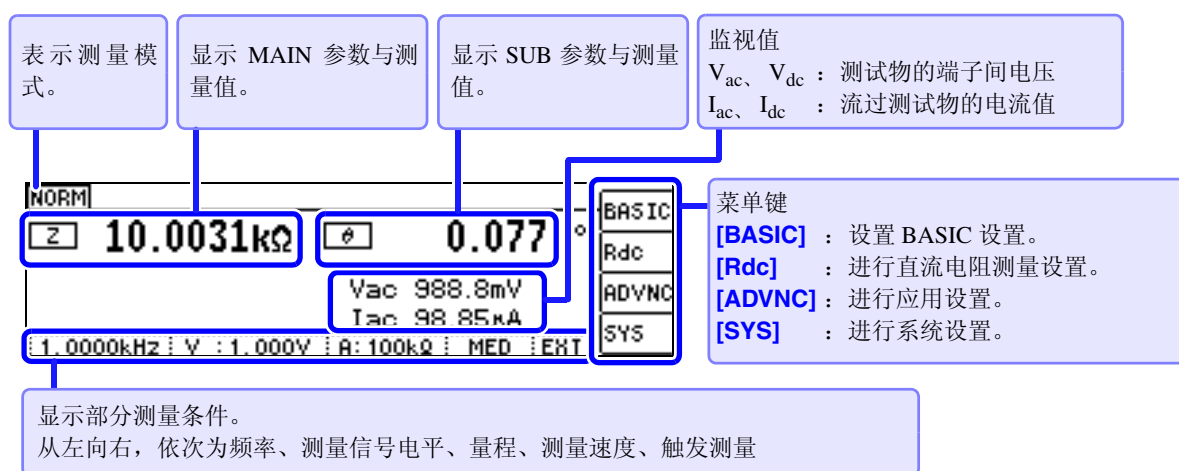 表示测量模
式。
显示 MAIN 参数与测
量值。
显示 SUB 参数与测量
值。
监视值
Vac、 Vdc ：测试物的端子间电压
Iac、 Idc ：流过测试物的电流值
NORM
Z 10.0031kΩ
θ 0.077 °
Vac 988.8mV
Iac 98.85μA
1.0000kHz V :1.000V A:100kΩ MED EXT
BASIC
Rdc
ADVNC
SYS
菜单键
[BASIC] ：设置 BASIC 设置。
[Rdc] ：进行直流电阻测量设置。
[ADVNC] ：进行应用设置。
[SYS] ：进行系统设置。
显示部分测量条件。
从左向右，依次为频率、测量信号电平、量程、测量速度、触发测量